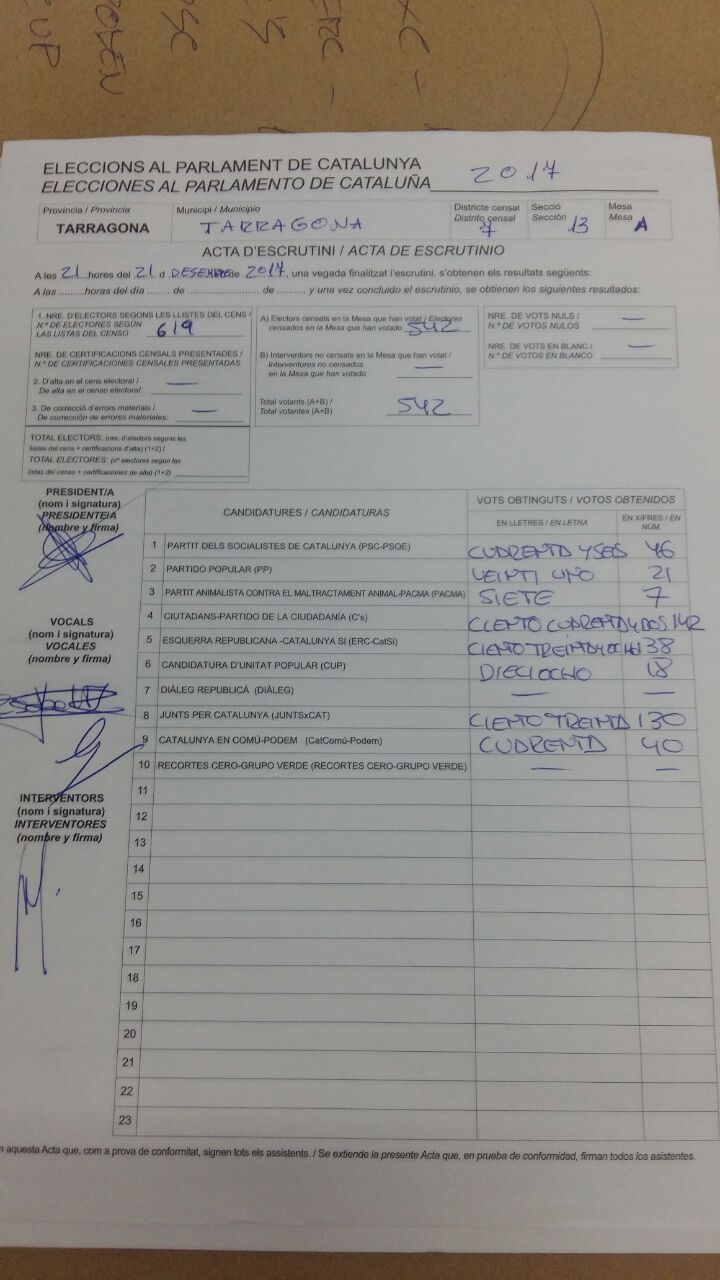 ELECCIONS AL PARLAMENT DE CATALUNYA
ELECCIONES AL PARLAMENTO DE CATALUÑA 2017
Provincia / Provincia
TARRAGONA
Municipi / Municipio
TARRAGONA
Districte censal
Distrito censal
7
Secció
Sección 13
Mesa
Mesa A
ACTA D'ESCRUTINI / ACTA DE ESCRUTINIO
A les 21 hores del 21 d DESEMBRE de 2017, una vegada finalitzat l'escrutini, s'obtenen els resultats següents:
A las .........horas del día ........ de .......................... de ......... y una vez concluido el escrutinio, se obtienen los siguientes resultados:
1. NRE. D'ELECTORS SEGONS LES LLISTES DEL CENS /
N.º DE ELECTORES SEGÚN
LAS LISTAS DEL CENSO 619
NRE. DE CERTIFICACIONS CENSALS PRESENTADES /
N.º DE CERTIFICACIONES CENSALES PRESENTADAS
2. D'alta en el cens electoral / —
De alta en el censo electoral:
3. De correcció d'errors materials / —
De corrección de errores materiales:
TOTAL ELECTORS: (nre. d'electors segons les
llistes del cens + certificacions d'alta) (1+2) /
TOTAL ELECTORES: (nº electores según las
listas del censo + certificaciones de alta) (1+2)
A) Electors censats en la Mesa que han votat / Electores
censados en la Mesa que han votado 542
B) Interventors no censats en la Mesa que han votat /
Interventores no censados
en la Mesa que han votado —
Total votants (A+B) /
Total votantes (A+B) 542
NRE. DE VOTS NULS / —
N.º DE VOTOS NULOS
NRE. DE VOTS EN BLANC / —
N.º DE VOTOS EN BLANCO
PRESIDENT/A
(nom i signatura)
PRESIDENTE/A
(nombre y firma)
VOCALS
(nom i signatura)
VOCALES
(nombre y firma)
INTERVENTORS
(nom i signatura)
INTERVENTORES
(nombre y firma)
CANDIDATURES / CANDIDATURAS
VOTS OBTINGUTS / VOTOS OBTENIDOS
EN LLETRES / EN LETRA
EN XIFRES / EN NÚM.
1 PARTIT DELS SOCIALISTES DE CATALUNYA (PSC-PSOE) CUARENTA Y SEIS 46
2 PARTIDO POPULAR (PP) VEINTI UNO 21
3 PARTIT ANIMALISTA CONTRA EL MALTRACTAMENT ANIMAL-PACMA (PACMA) SIETE 7
4 CIUTADANS-PARTIDO DE LA CIUDADANÍA (C's) CIENTO CUARENTA Y DOS 142
5 ESQUERRA REPUBLICANA -CATALUNYA SI (ERC-CatSí) CIENTO TREINTA Y OCHO 138
6 CANDIDATURA D'UNITAT POPULAR (CUP) DIECIOCHO 18
7 DIÀLEG REPUBLICÀ (DIÀLEG) — —
8 JUNTS PER CATALUNYA (JUNTSxCAT) CIENTO TREINTA 130
9 CATALUNYA EN COMÚ-PODEM (CatComú-Podem) CUARENTA 40
10 RECORTES CERO-GRUPO VERDE (RECORTES CERO-GRUPO VERDE) — —
11
12
13
14
15
16
17
18
19
20
21
22
23
n aquesta Acta que, com a prova de conformitat, signen tots els assistents. / Se extiende la presente Acta que, en prueba de conformidad, firman todos los asistentes.